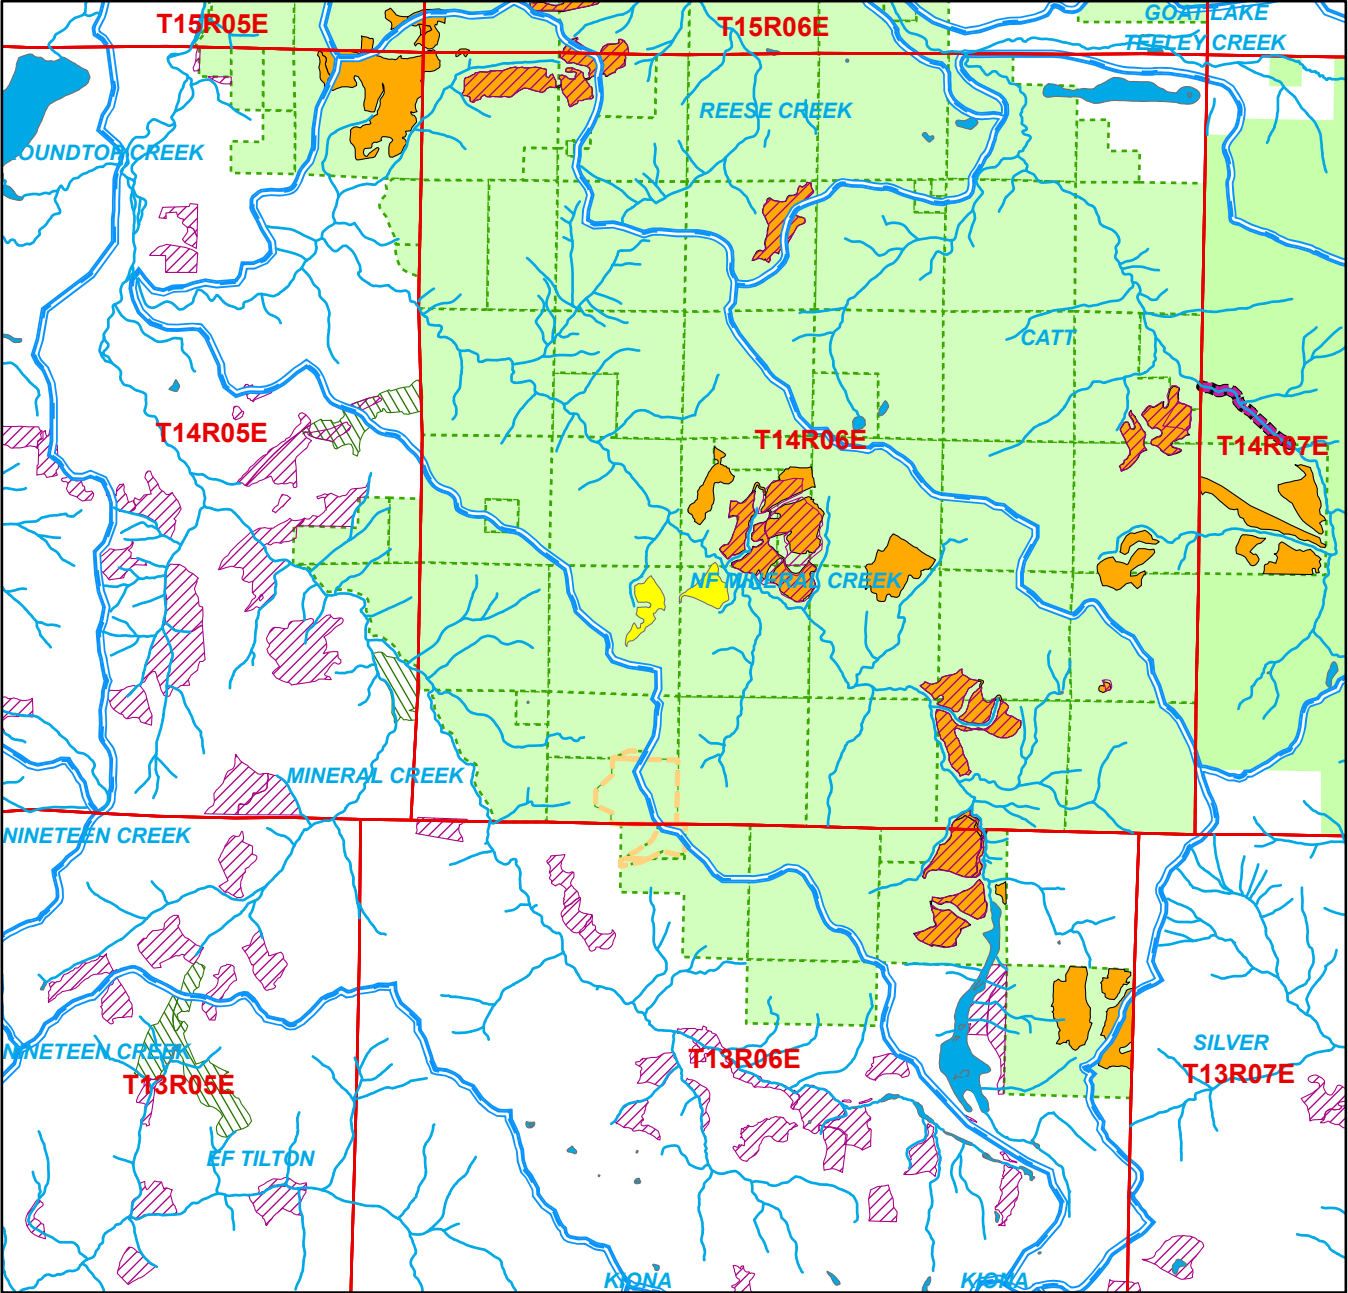 GOAT LAKE
T15R05E
T15R06E
TEELEY CREEK
REESE CREEK
OUNDTOP CREEK
CATT
T14R05E
T14R06E
T14R07E
NF MINERAL CREEK
MINERAL CREEK
NINETEEN CREEK
SILVER
NINETEEN CREEK
T13R06E
T13R07E
T13R05E
EF TILTON
KIONA
KIONA